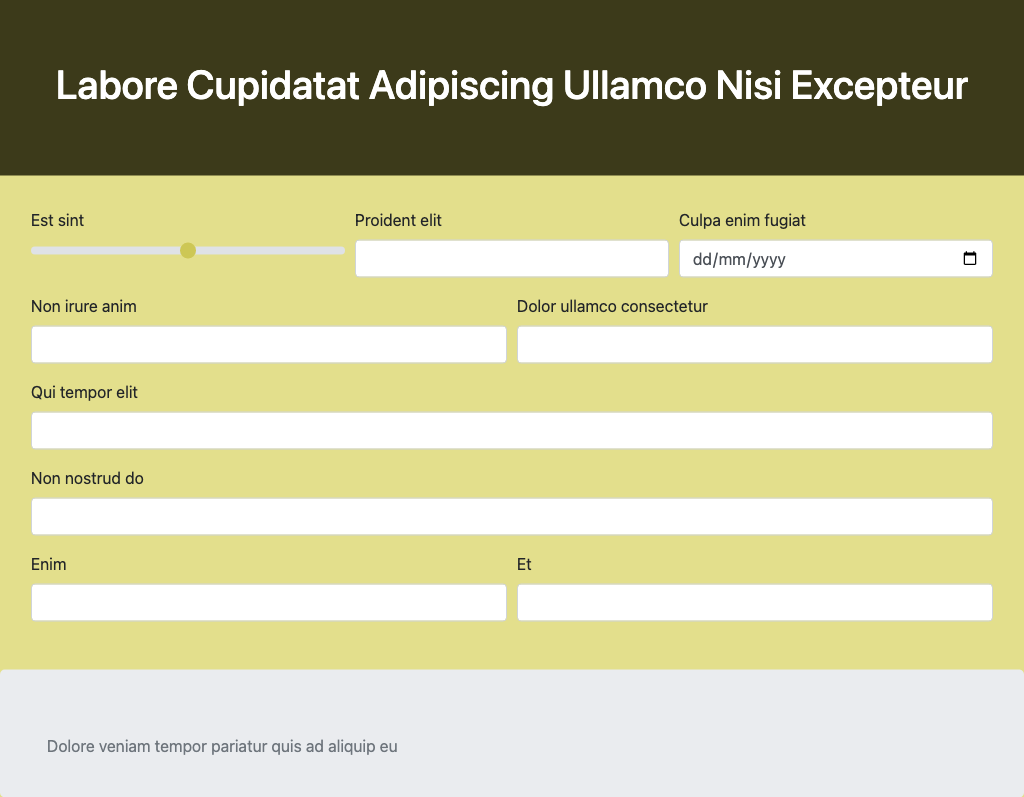 Labore Cupidatat Adipiscing Ullamco Nisi Excepteur
Est sint
Proident elit
Culpa enim fugiat
dd/mm/yyyy
Non irure anim
Dolor ullamco consectetur
Qui tempor elit
Non nostrud do
Enim
Et
Dolore veniam tempor pariatur quis ad aliquip eu